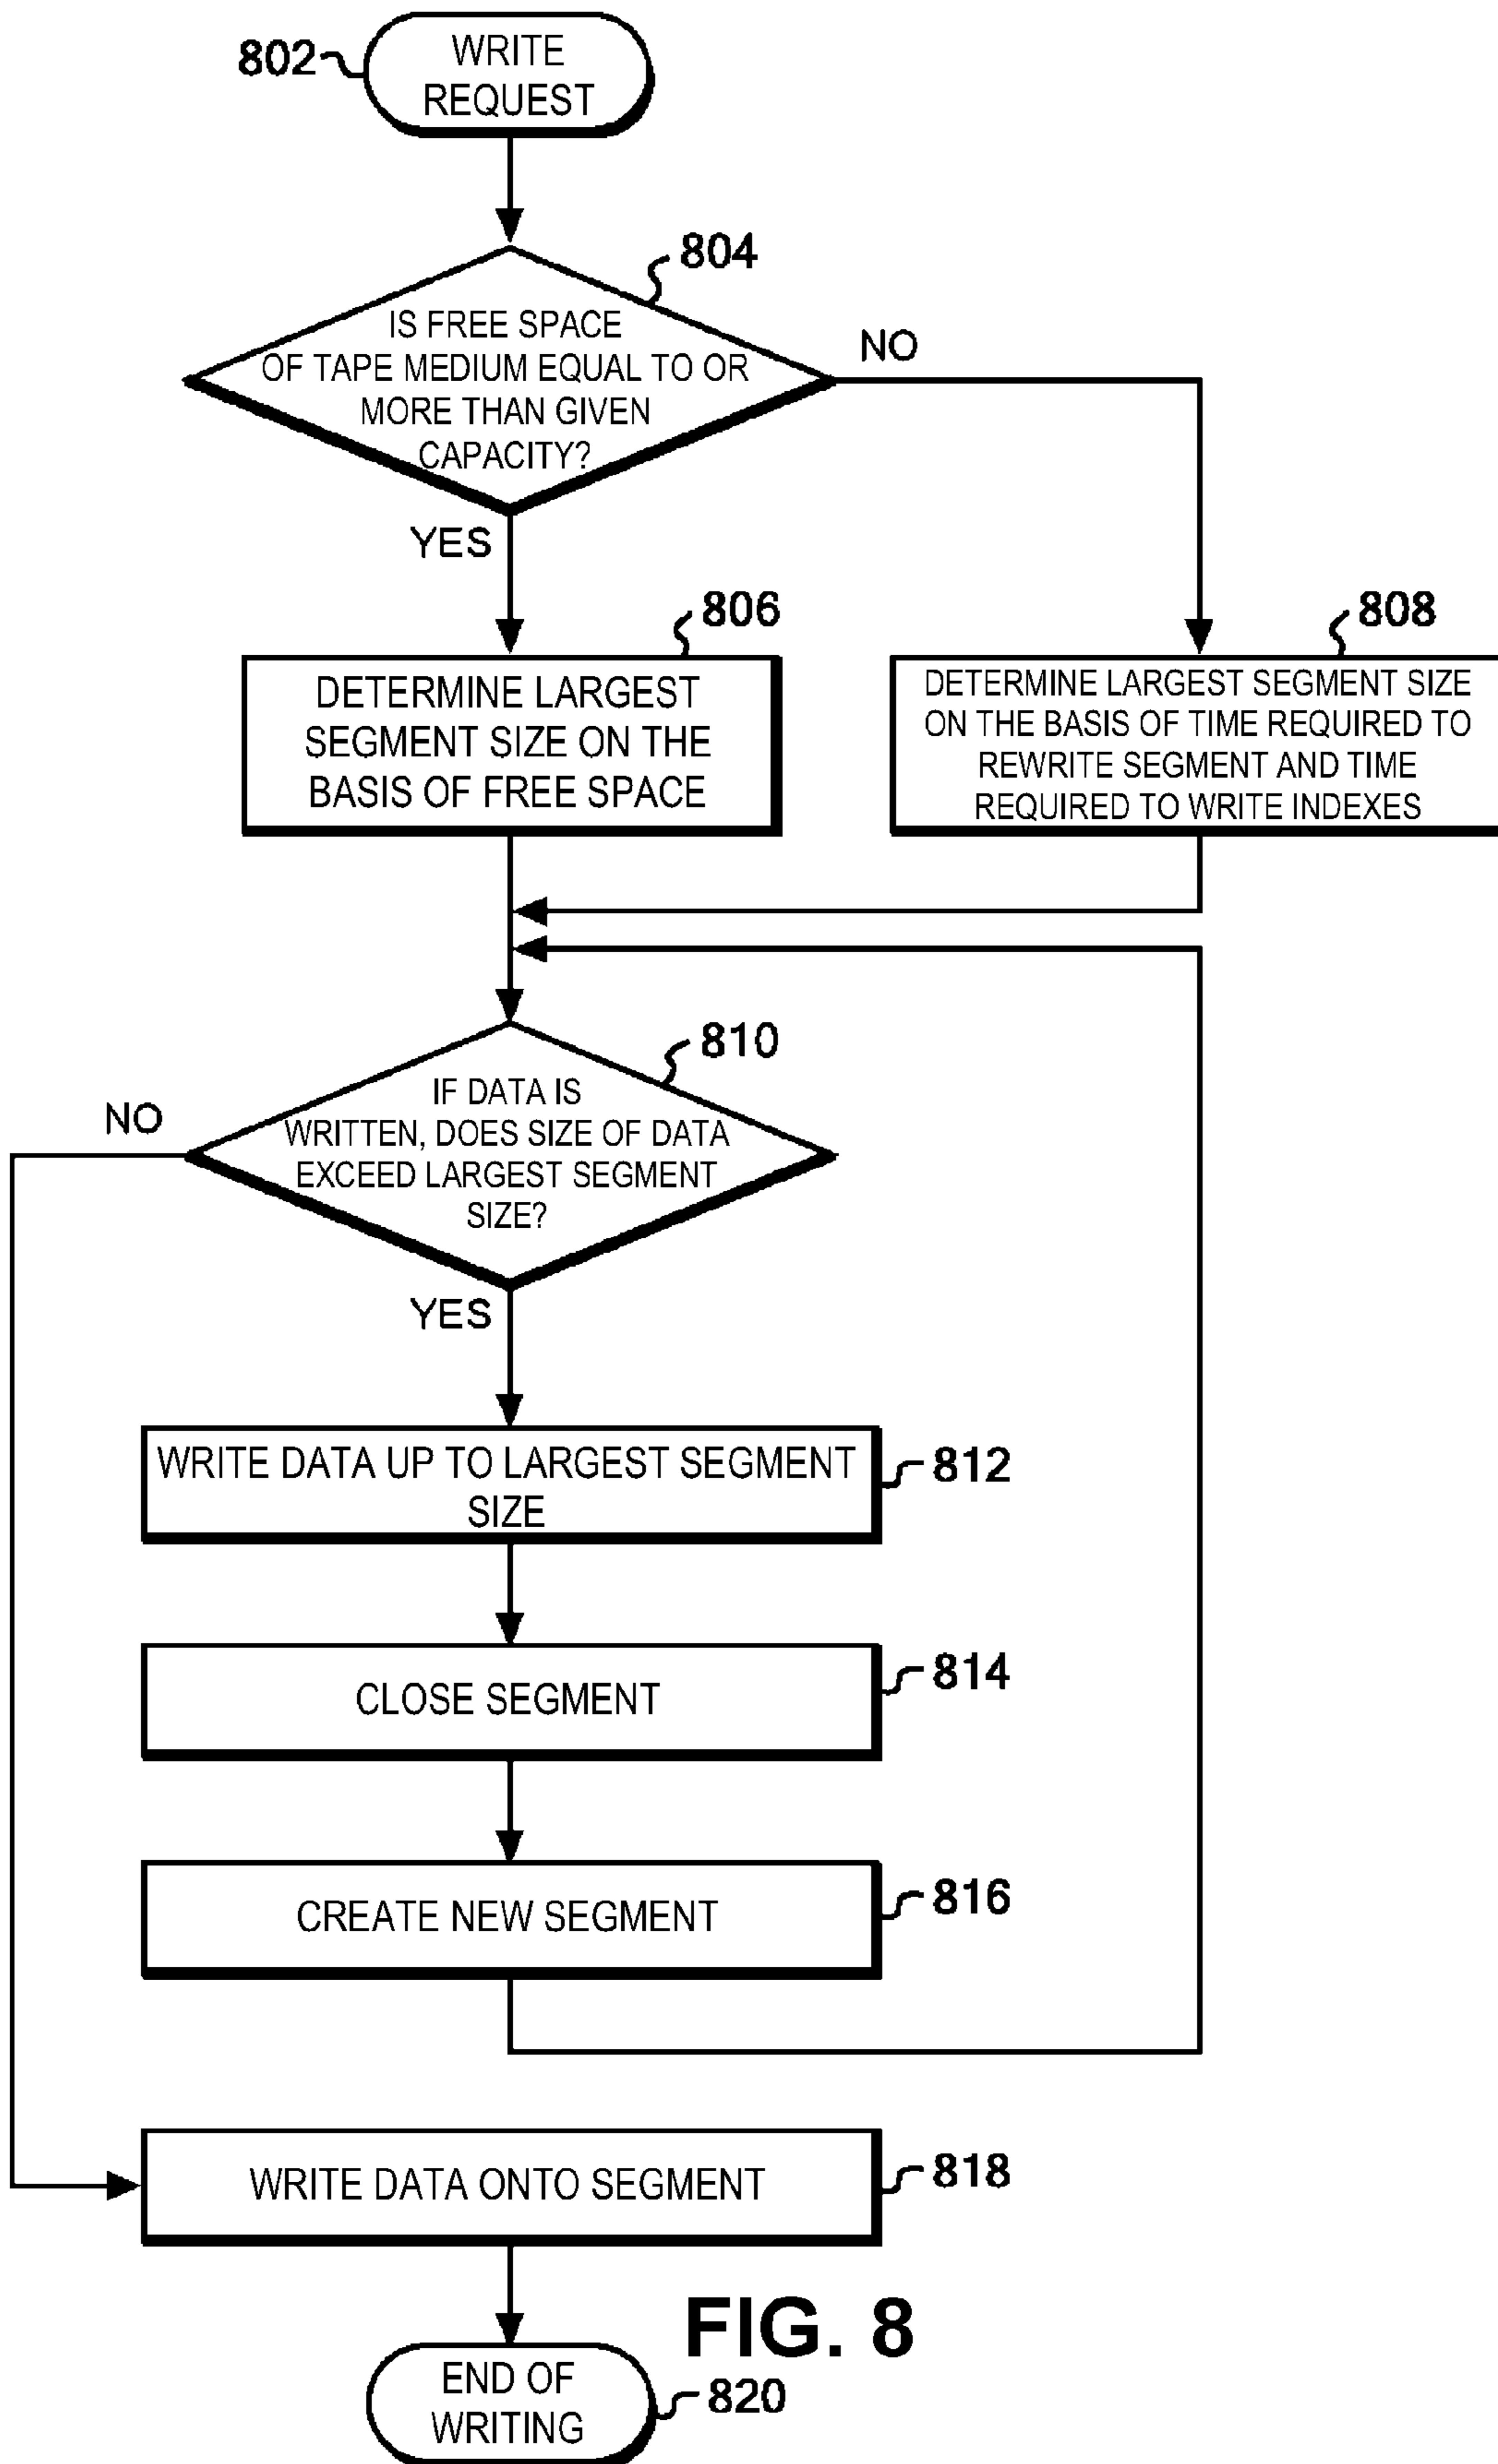 802
WRITE
REQUEST
804
IS FREE SPACE
OF TAPE MEDIUM EQUAL TO OR
MORE THAN GIVEN
CAPACITY?
NO
YES
806
DETERMINE LARGEST
SEGMENT SIZE ON THE
BASIS OF FREE SPACE
808
DETERMINE LARGEST SEGMENT SIZE
ON THE BASIS OF TIME REQUIRED TO
REWRITE SEGMENT AND TIME
REQUIRED TO WRITE INDEXES
810
IF DATA IS
WRITTEN, DOES SIZE OF DATA
EXCEED LARGEST SEGMENT
SIZE?
NO
YES
WRITE DATA UP TO LARGEST SEGMENT
SIZE
812
CLOSE SEGMENT
814
CREATE NEW SEGMENT
816
WRITE DATA ONTO SEGMENT
818
FIG. 8
END OF
WRITING
820